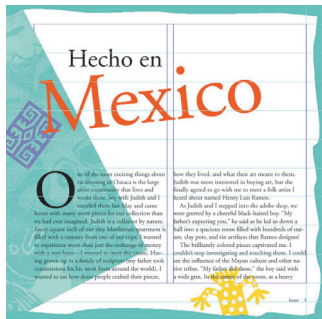 Hecho en
Mexico
One of the most exciting things about
vacationing in Oaxaca is the large
artist community that lives and
works there. My wife Judith and I
traveled there last May and came
home with many more pieces for our collection than
we had ever imagined. Judith is a collector by nature.
Every square inch of our tiny Manhattan apartment is
filled with a treasure from one of our trips. I wanted
to experience more than just the exchange of money
with a merchant—I wanted to meet the artists. Hav-
ing grown up in a family of sculptors (my father took
commissions for his work from around the world), I
wanted to see how these people crafted their pieces,
how they lived, and what their art meant to them.
Judith was more interested in buying art, but she
finally agreed to go with me to meet a folk artist I
heard about named Henry Luis Ramos.
As Judith and I stepped into the adobe shop, we
were greeted by a cheerful black-haired boy. "My
father's expecting you," he said as he led us down a
hall into a spacious room filled with hundreds of stat-
ues, clay pots, and tin artifacts that Ramos designed
The brilliantly colored pieces captivated me. I
couldn't stop investigating and touching them. I could
see the influence of the Mayan culture and other na-
tive tribes. "My father did these," the boy said with
a wide grin. In the center of the room, at a heavy
Issue